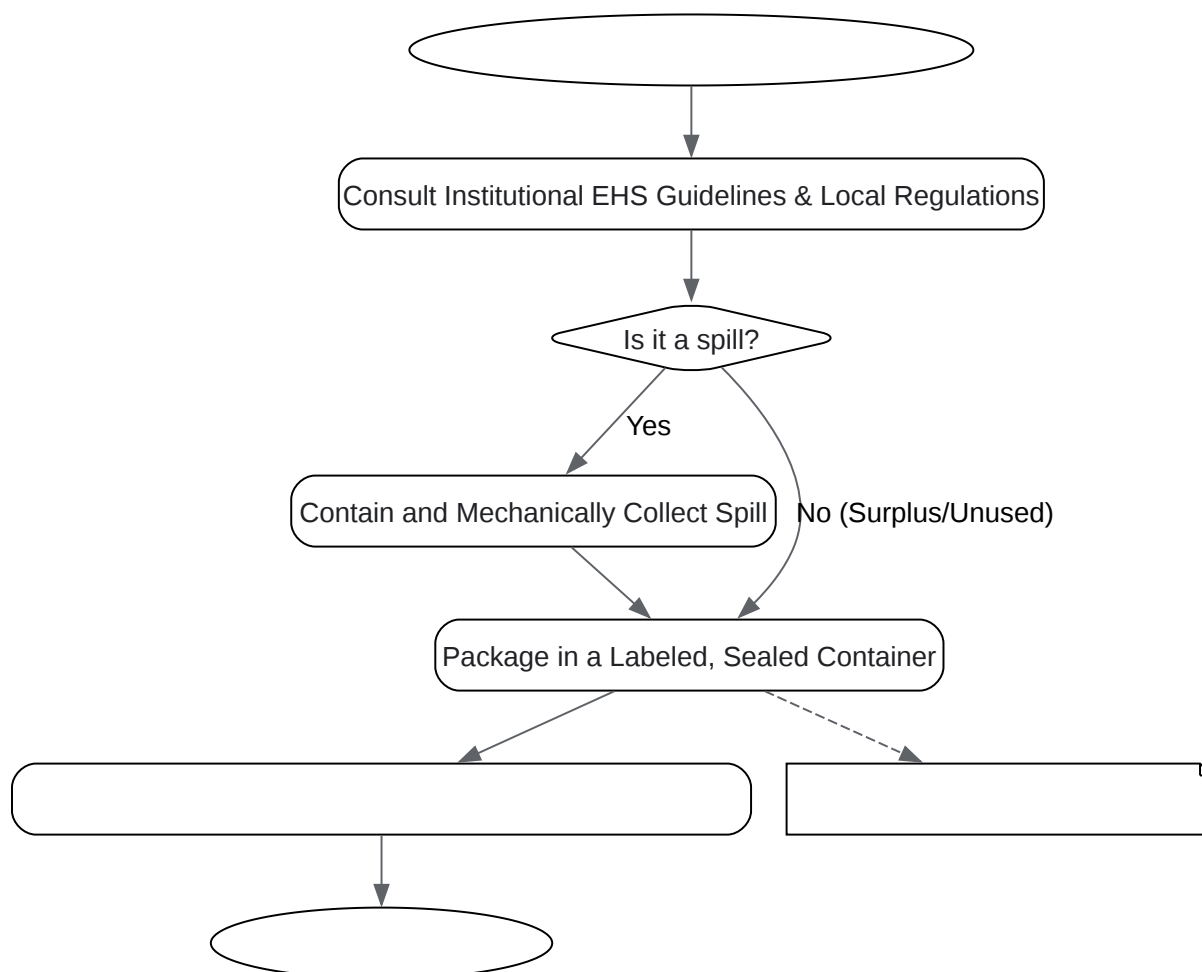 Consult Institutional EHS Guidelines & Local Regulations
Is it a spill?
Yes
Contain and Mechanically Collect Spill
No (Surplus/Unused)
Package in a Labeled, Sealed Container